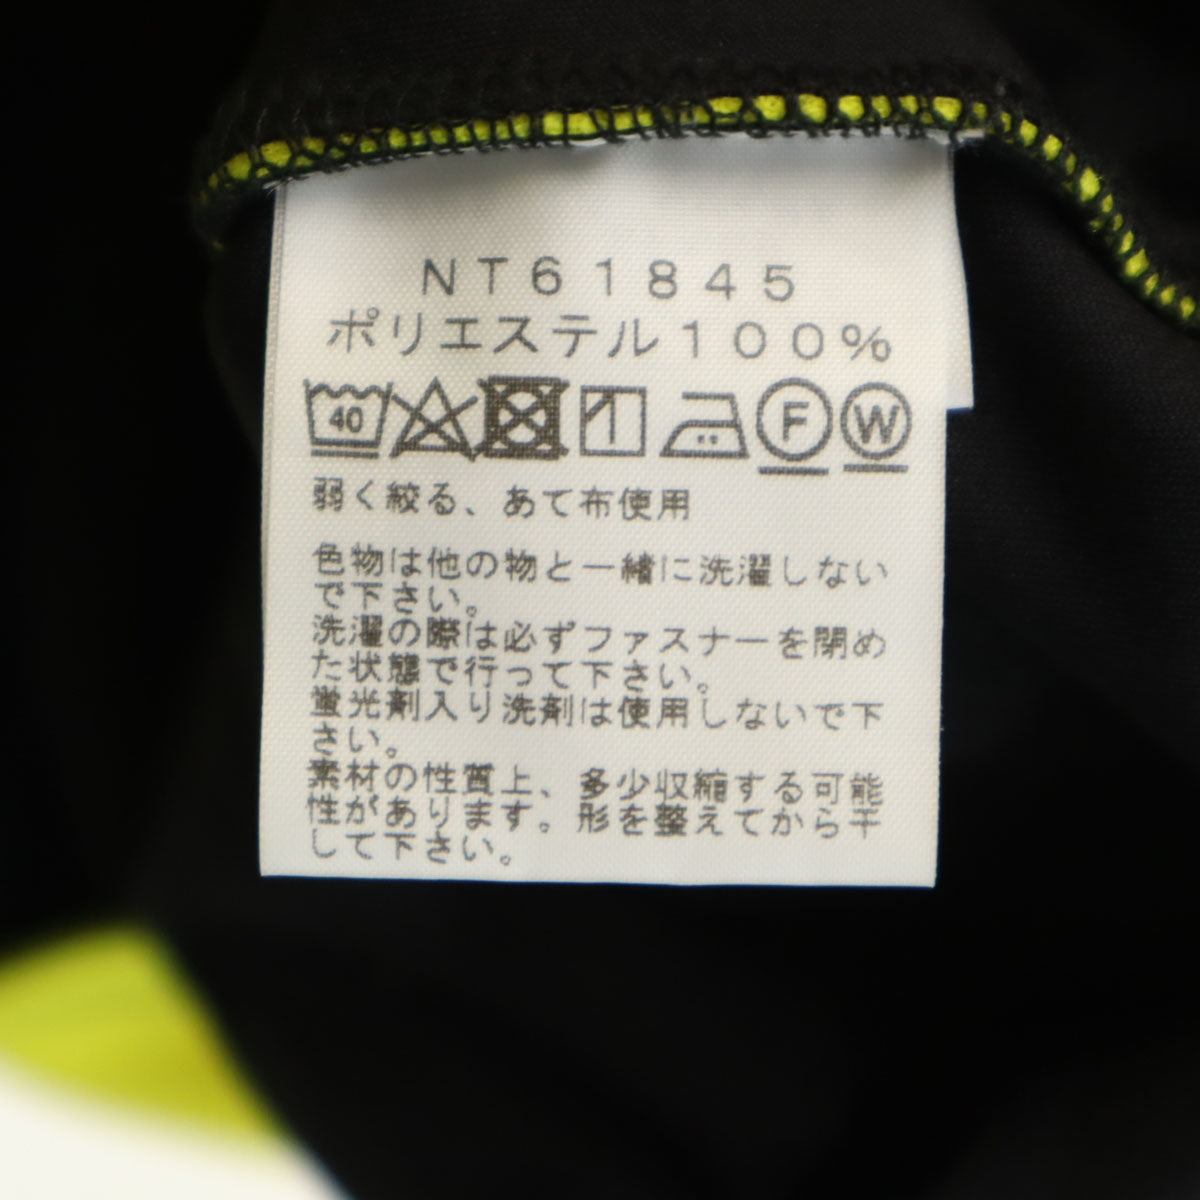 NT61845
ポリエステル100%
40 F W
弱く絞る、あて布使用
色物は他の物と一緒に洗濯しない
で下さい。
洗濯の際は必ずファスナーを閉め
た状態で行って下さい。
蛍光剤入り洗剤は使用しないで下
さい。
素材の性質上、多少収縮する可能
性があります。形を整えてから干
して下さい。